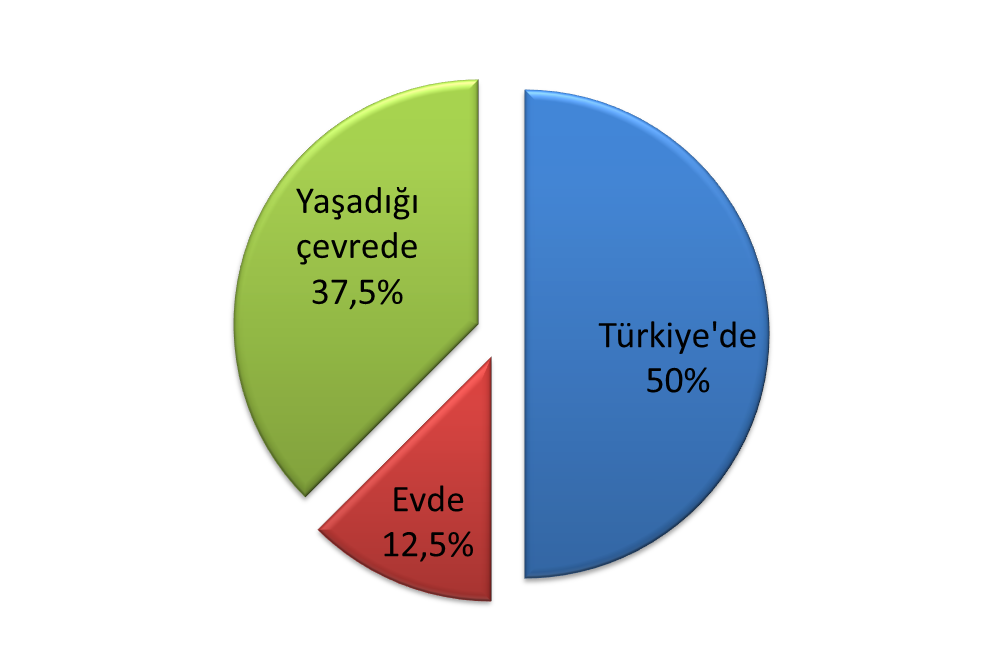 Yaşadığı
çevrede
37,5%
Türkiye'de
50%
Evde
12,5%